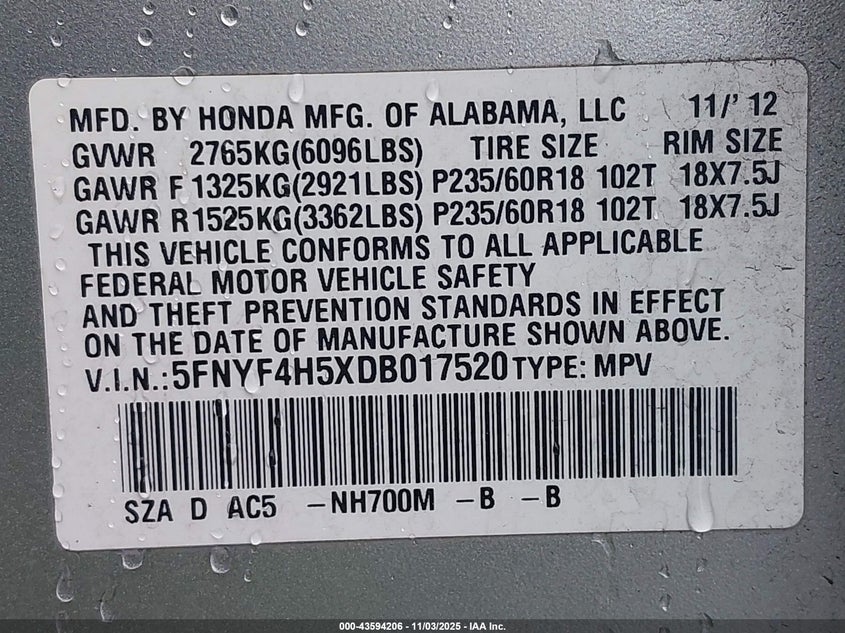 MFD. BY HONDA MFG. OF ALABAMA, LLC 11/' 12
GVWR 2765KG(6096LBS) TIRE SIZE RIM SIZE
GAWR F 1325KG(2921LBS) P235/60R18 102T 18X7.5J
GAWR R 1525KG(3362LBS) P235/60R18 102T 18X7.5J
THIS VEHICLE CONFORMS TO ALL APPLICABLE
FEDERAL MOTOR VEHICLE SAFETY
AND THEFT PREVENTION STANDARDS IN EFFECT
ON THE DATE OF MANUFACTURE SHOWN ABOVE.
V.I.N.:5FNYF4H5XDB017520 TYPE: MPV
SZA D AC5 -NH700M -B -B
000-43594206 - 11/03/2025 - IAA Inc.